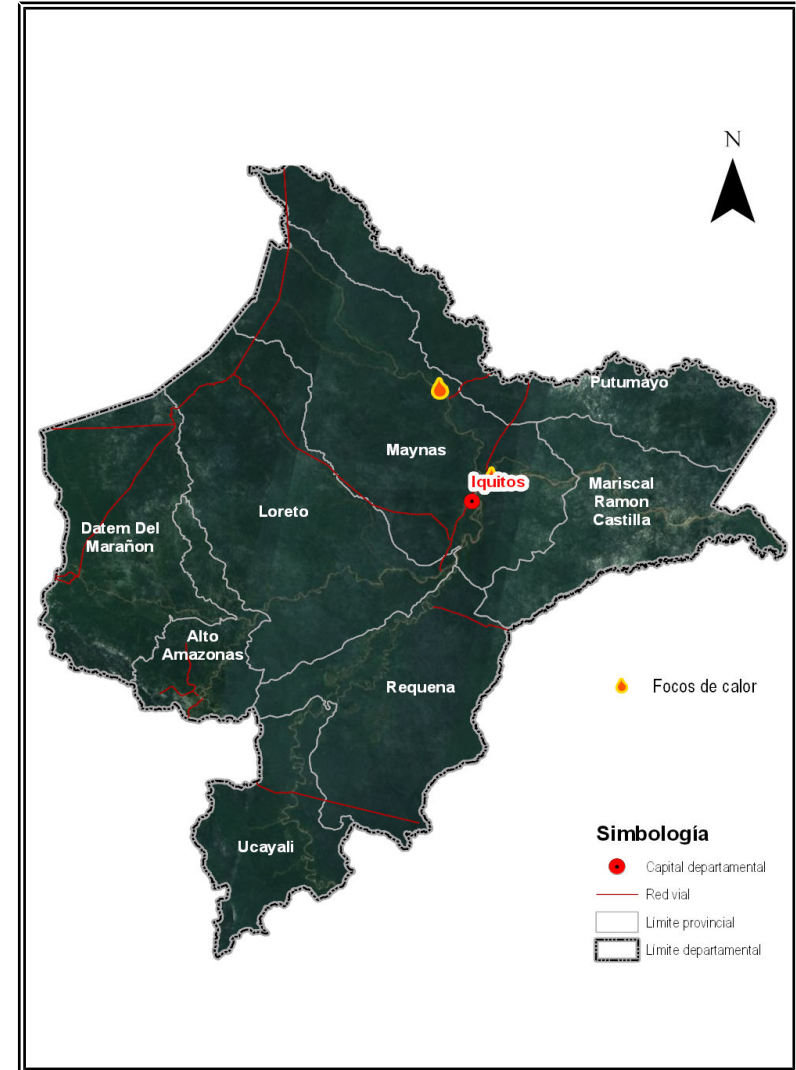 N
Putumayo
Maynas
Iquitos
Mariscal
Ramon
Castilla
Loreto
Datem Del
Marañon
Alto
Amazonas
Requena
Focos de calor
Ucayali
Simbología
Capital departamental
Red vial
Limite provincial
Limite departamental